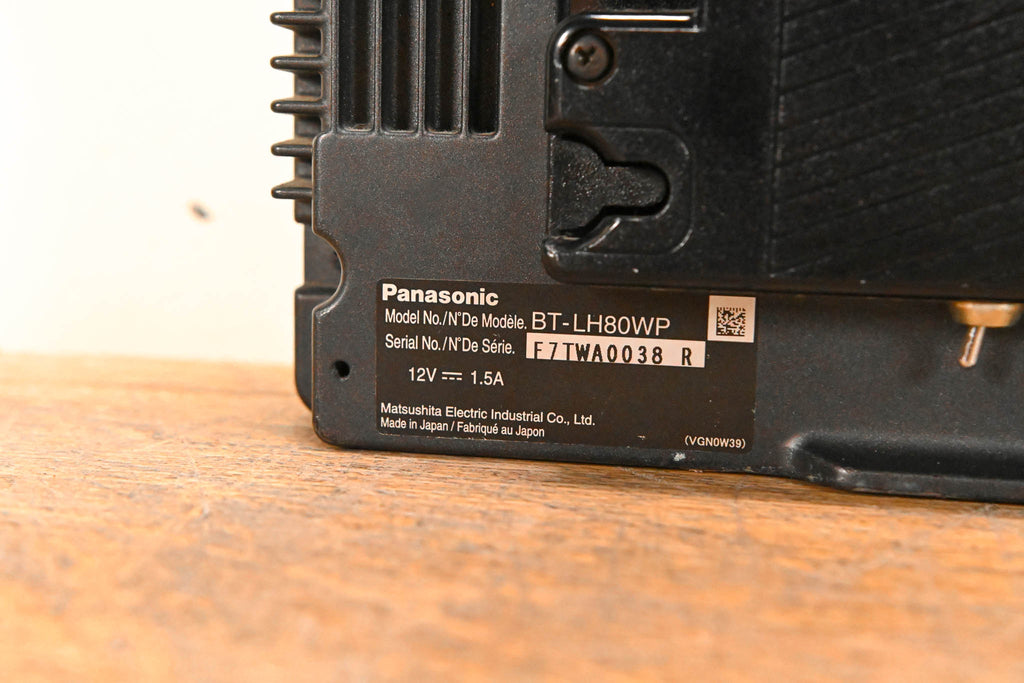 Panasonic
Model No./N°De Modèle. BT-LH80WP
Serial No./N°De Série. F7TWA0038 R
12V ⎓ 1.5A
Matsushita Electric Industrial Co., Ltd.
Made in Japan / Fabriqué au Japon
(VGN0W39)